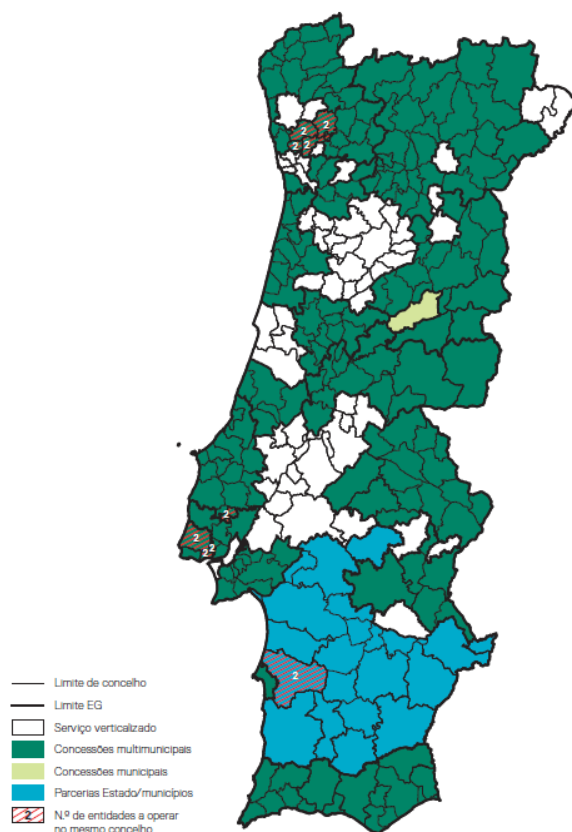 2
2
2
2
2
2
2
2
2
Limite de concelho
Limite EG
Serviço verticalizado
Concessões multimunicipais
Concessões municipais
Parcerias Estado/municípios
2 N.º de entidades a operar
no mesmo concelho